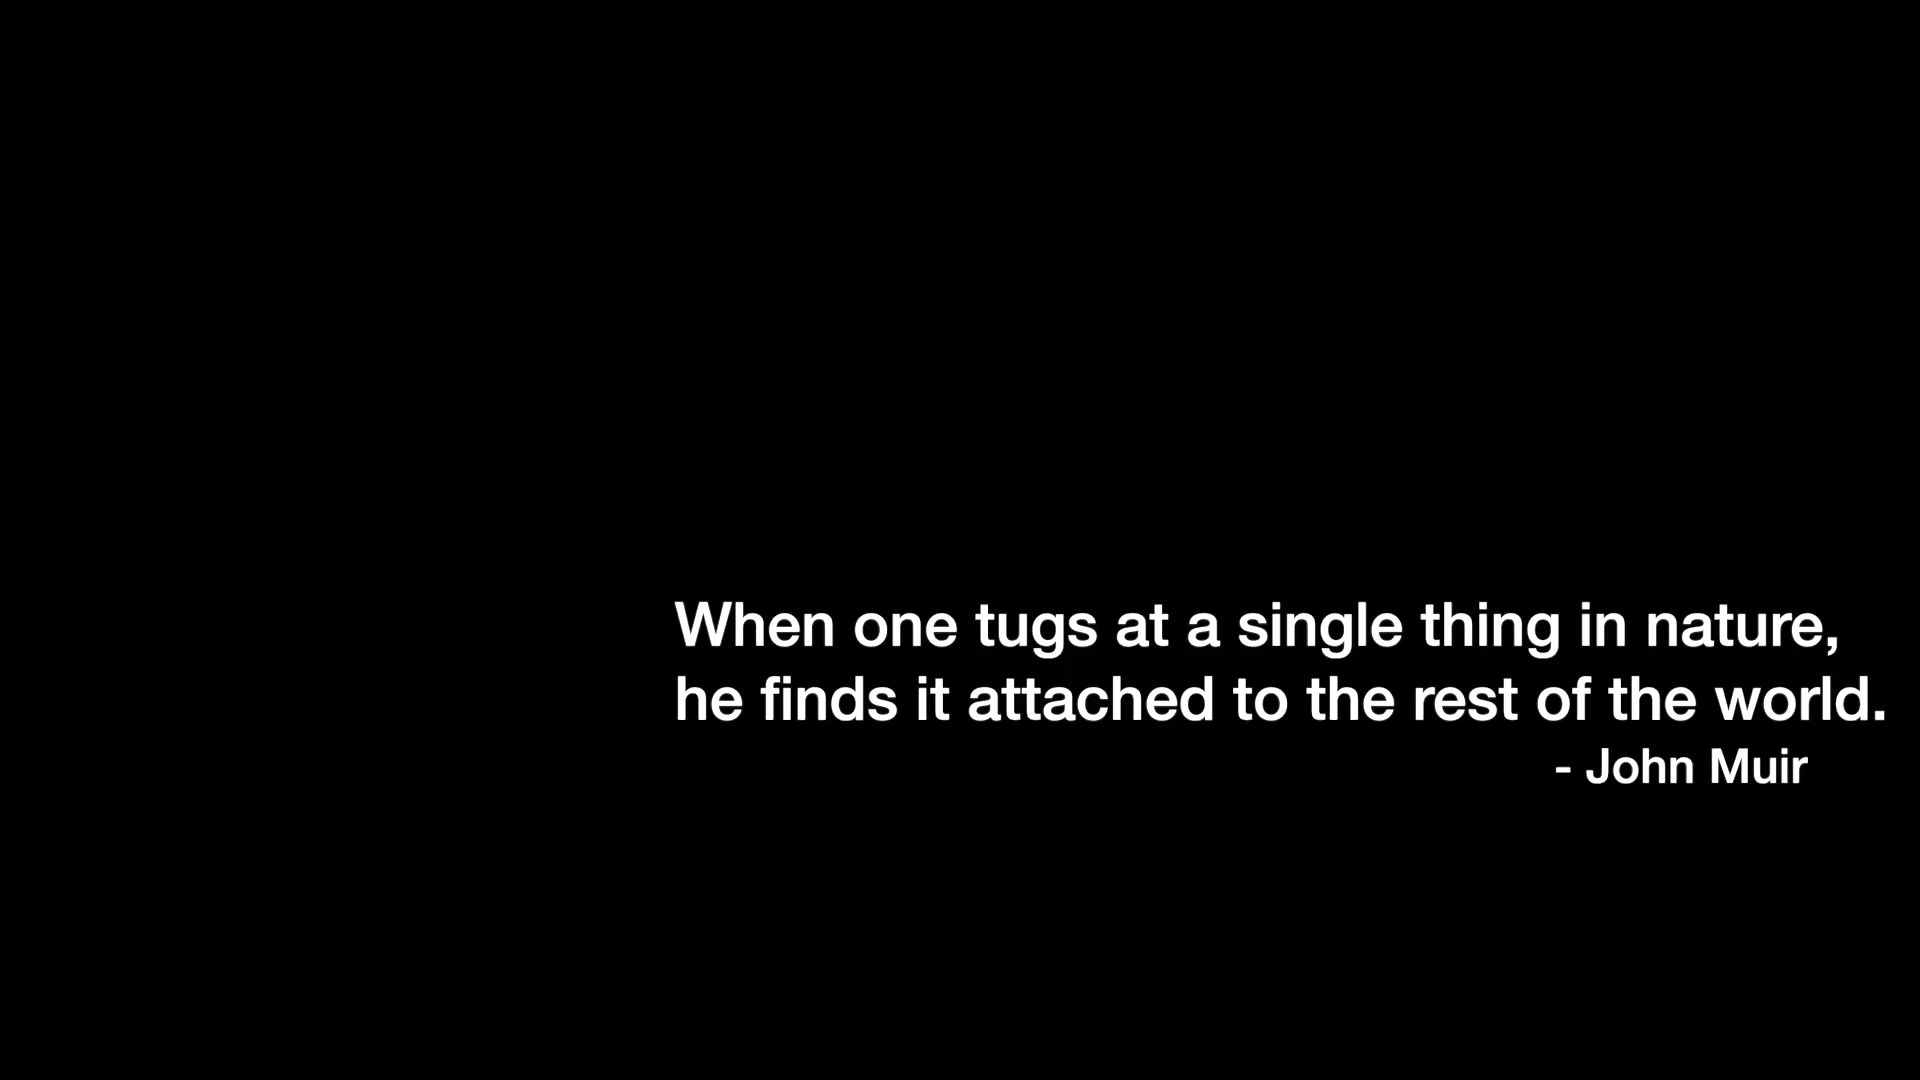 When one tugs at a single thing in nature,
he finds it attached to the rest of the world.
- John Muir